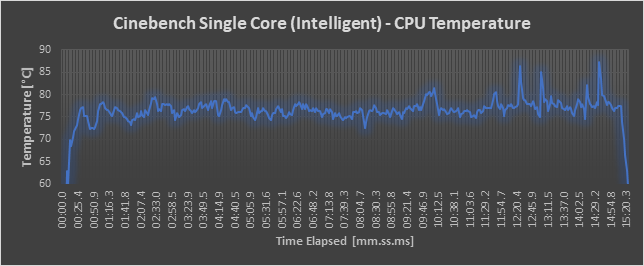 Cinebench Single Core (Intelligent) - CPU Temperature
Temperature [°C]
90
85
80
75
70
65
60
00:00.0 00:25.4 00:50.9 01:16.3 01:41.8 02:07.4 02:33.0 02:58.5 03:23.9 03:49.5 04:14.9 04:40.5 05:05.9 05:31.6 05:57.1 06:22.6 06:48.2 07:13.8 07:39.3 08:04.7 08:30.3 08:55.8 09:21.4 09:46.9 10:12.5 10:38.1 11:03.6 11:29.2 11:54.7 12:20.4 12:45.9 13:11.5 13:37.0 14:02.5 14:29.2 14:54.8 15:20.3
Time Elapsed [mm.ss.ms]